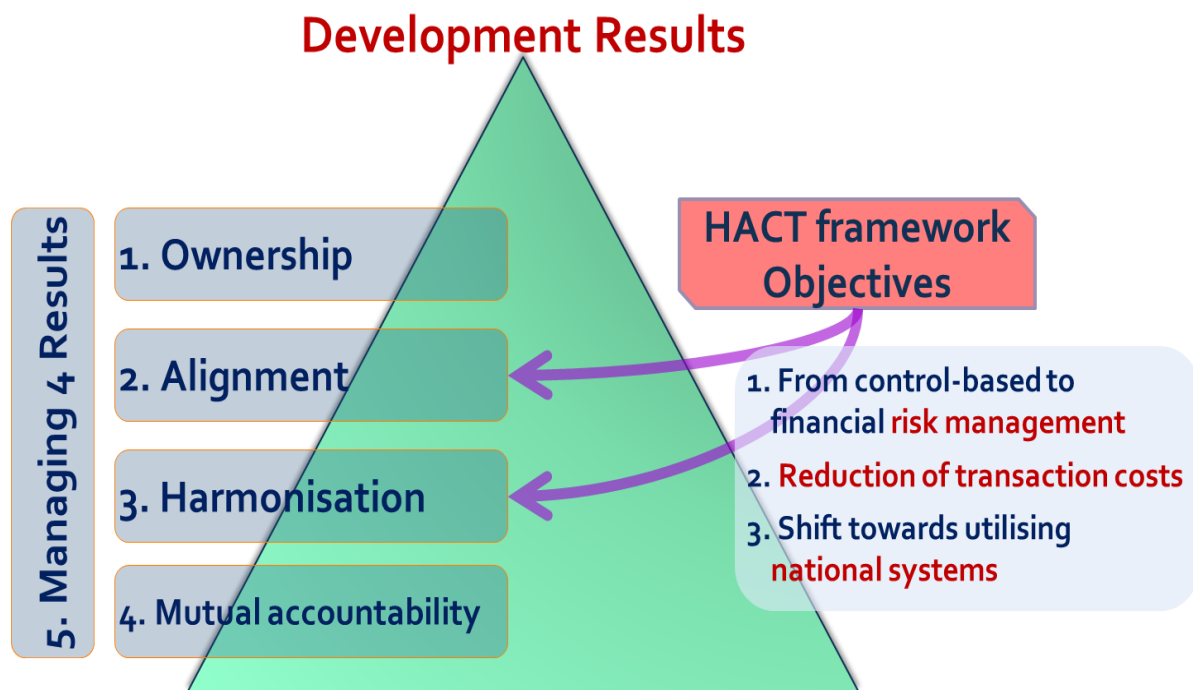 Development Results
5. Managing 4 Results
1. Ownership
2. Alignment
3. Harmonisation
4. Mutual accountability
HACT framework
Objectives
1. From control-based to
financial risk management
2. Reduction of transaction costs
3. Shift towards utilising
national systems